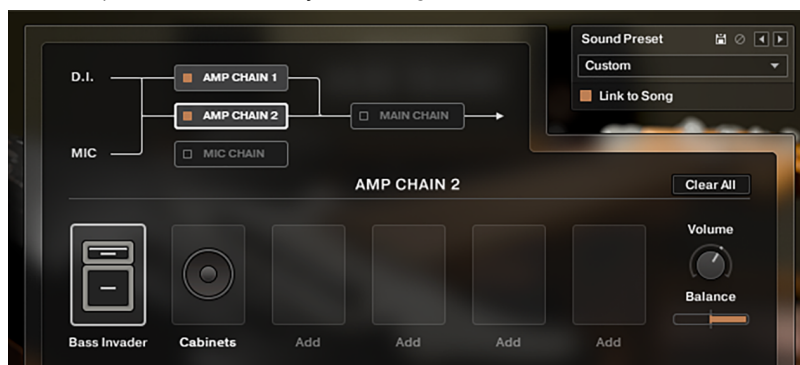 Sound Preset
Custom
Link to Song
D.I.
AMP CHAIN 1
AMP CHAIN 2
MAIN CHAIN
MIC
MIC CHAIN
AMP CHAIN 2
Clear All
Volume
Balance
Bass Invader
Cabinets
Add
Add
Add
Add